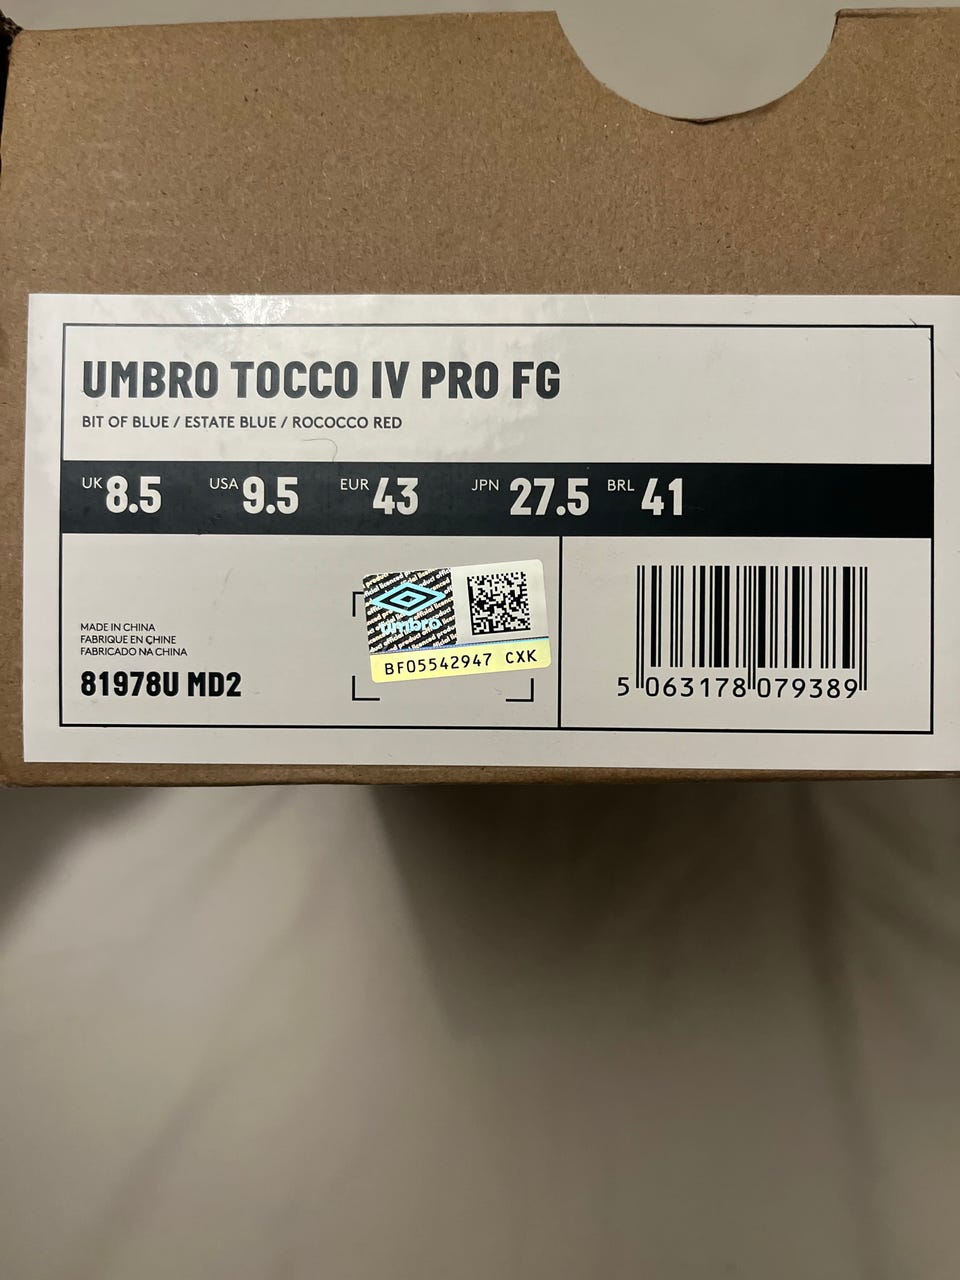 UMBRO TOCCO IV PRO FG
BIT OF BLUE / ESTATE BLUE / ROCOCCO RED
UK 8.5 USA 9.5 EUR 43 JPN 27.5 BRL 41
MADE IN CHINA
FABRIQUE EN CHINE
FABRICADO NA CHINA
81978U MD2
umbro
BF05542947 CXK
5 063178 079389